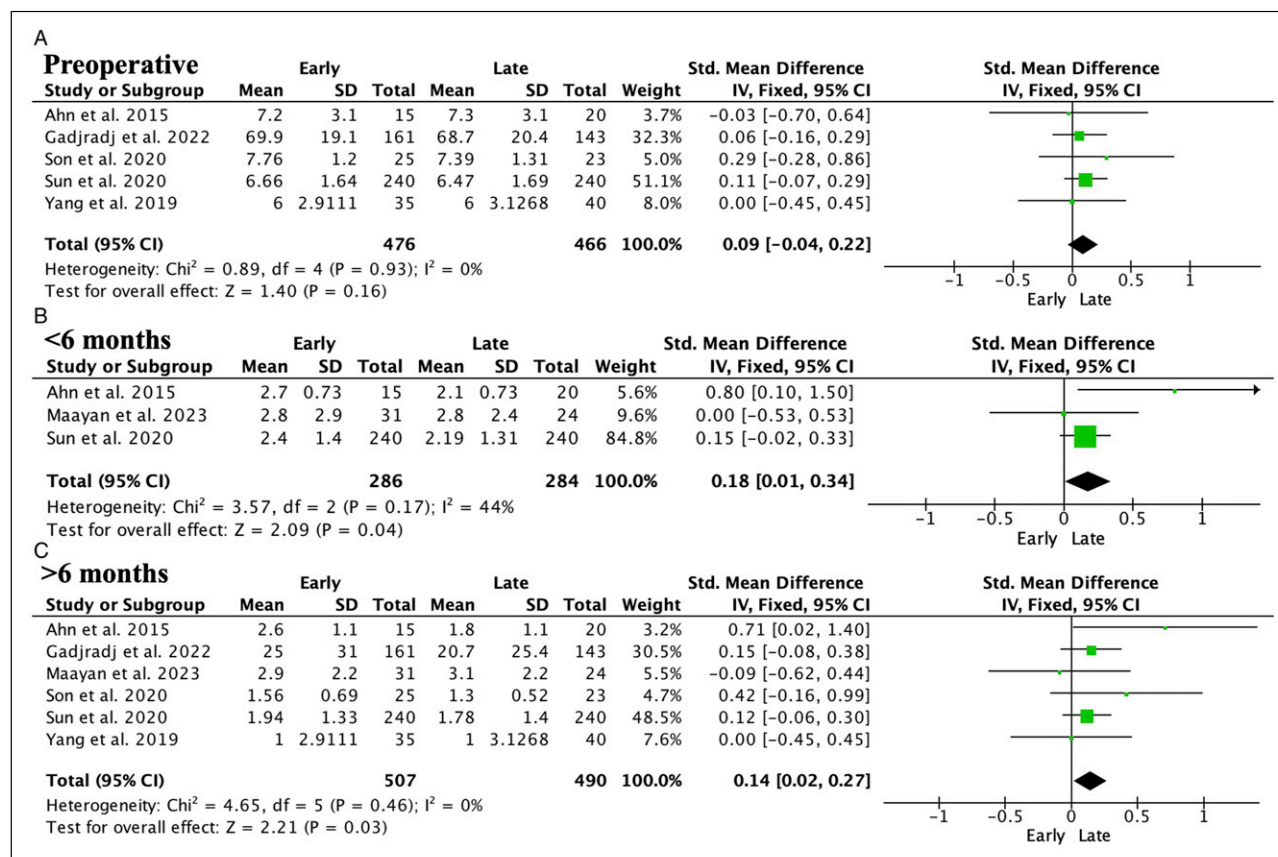 A
Preoperative Early Late Std. Mean Difference Std. Mean Difference
Study or Subgroup Mean SD Total Mean SD Total Weight IV, Fixed, 95% CI IV, Fixed, 95% CI
Ahn et al. 2015 7.2 3.1 15 7.3 3.1 20 3.7% −0.03 [−0.70, 0.64]
Gadjradj et al. 2022 69.9 19.1 161 68.7 20.4 143 32.3% 0.06 [−0.16, 0.29]
Son et al. 2020 7.76 1.2 25 7.39 1.31 23 5.0% 0.29 [−0.28, 0.86]
Sun et al. 2020 6.66 1.64 240 6.47 1.69 240 51.1% 0.11 [−0.07, 0.29]
Yang et al. 2019 6 2.9111 35 6 3.1268 40 8.0% 0.00 [−0.45, 0.45]
Total (95% CI) 476 466 100.0% 0.09 [−0.04, 0.22]
Heterogeneity: Chi² = 0.89, df = 4 (P = 0.93); I² = 0%
Test for overall effect: Z = 1.40 (P = 0.16)
−1 −0.5 0 0.5 1
Early Late
B
<6 months Early Late Std. Mean Difference Std. Mean Difference
Study or Subgroup Mean SD Total Mean SD Total Weight IV, Fixed, 95% CI IV, Fixed, 95% CI
Ahn et al. 2015 2.7 0.73 15 2.1 0.73 20 5.6% 0.80 [0.10, 1.50]
Maayan et al. 2023 2.8 2.9 31 2.8 2.4 24 9.6% 0.00 [−0.53, 0.53]
Sun et al. 2020 2.4 1.4 240 2.19 1.31 240 84.8% 0.15 [−0.02, 0.33]
Total (95% CI) 286 284 100.0% 0.18 [0.01, 0.34]
Heterogeneity: Chi² = 3.57, df = 2 (P = 0.17); I² = 44%
Test for overall effect: Z = 2.09 (P = 0.04)
−1 −0.5 0 0.5 1
Early Late
C
>6 months Early Late Std. Mean Difference Std. Mean Difference
Study or Subgroup Mean SD Total Mean SD Total Weight IV, Fixed, 95% CI IV, Fixed, 95% CI
Ahn et al. 2015 2.6 1.1 15 1.8 1.1 20 3.2% 0.71 [0.02, 1.40]
Gadjradj et al. 2022 25 31 161 20.7 25.4 143 30.5% 0.15 [−0.08, 0.38]
Maayan et al. 2023 2.9 2.2 31 3.1 2.2 24 5.5% −0.09 [−0.62, 0.44]
Son et al. 2020 1.56 0.69 25 1.3 0.52 23 4.7% 0.42 [−0.16, 0.99]
Sun et al. 2020 1.94 1.33 240 1.78 1.4 240 48.5% 0.12 [−0.06, 0.30]
Yang et al. 2019 1 2.9111 35 1 3.1268 40 7.6% 0.00 [−0.45, 0.45]
Total (95% CI) 507 490 100.0% 0.14 [0.02, 0.27]
Heterogeneity: Chi² = 4.65, df = 5 (P = 0.46); I² = 0%
Test for overall effect: Z = 2.21 (P = 0.03)
−1 −0.5 0 0.5 1
Early Late